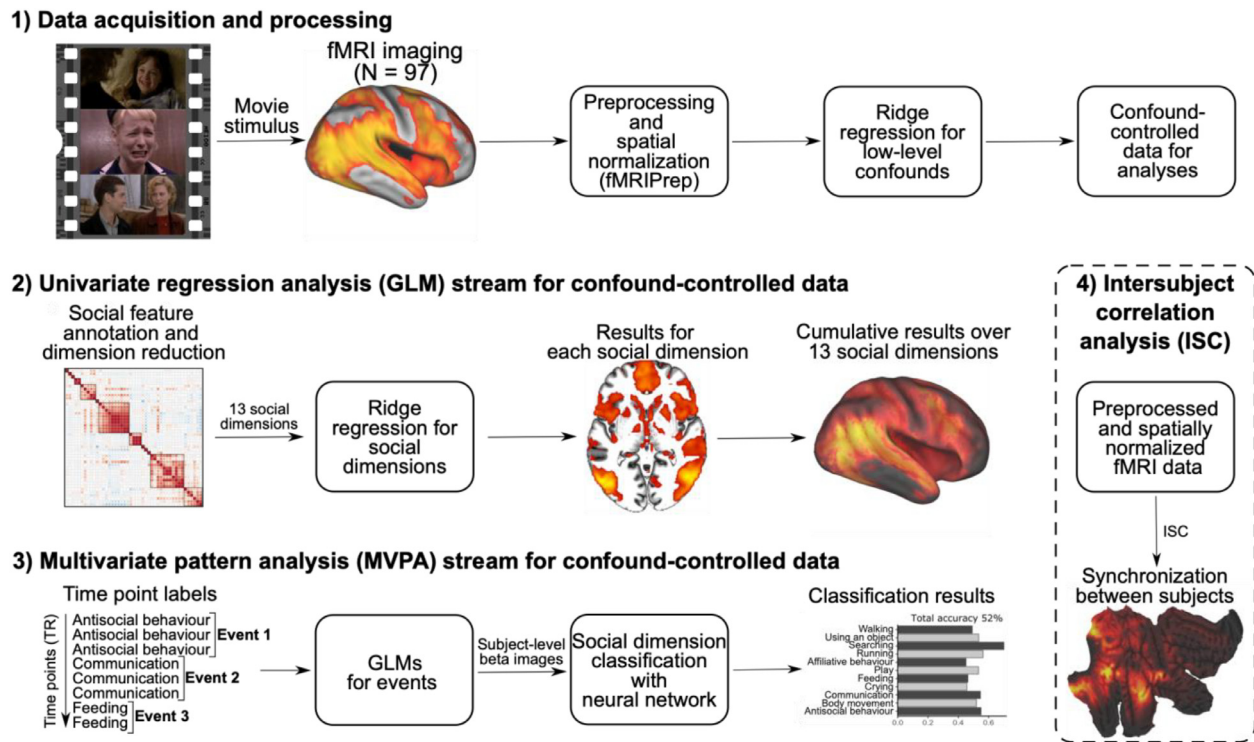 1) Data acquisition and processing
Movie
stimulus
fMRI imaging
(N = 97)
Preprocessing
and
spatial
normalization
(fMRIPrep)
Ridge
regression for
low-level
confounds
Confound-
controlled
data for
analyses
2) Univariate regression analysis (GLM) stream for confound-controlled data
Social feature
annotation and
dimension reduction
13 social
dimensions
Ridge
regression for
social
dimensions
Results for
each social dimension
Cumulative results over
13 social dimensions
3) Multivariate pattern analysis (MVPA) stream for confound-controlled data
Time point labels
Time points (TR)
Antisocial behaviour
Antisocial behaviour
Antisocial behaviour
Event 1
Communication
Communication
Communication
Event 2
Feeding
Feeding
Event 3
GLMs
for events
Subject-level
beta images
Social dimension
classification
with
neural network
Classification results
Total accuracy 52%
Walking
Using an object
Searching
Running
Affiliative behaviour
Play
Feeding
Crying
Communication
Body movement
Antisocial behaviour
0.0 0.2 0.4 0.6
4) Intersubject
correlation
analysis (ISC)
Preprocessed
and spatially
normalized
fMRI data
ISC
Synchronization
between subjects